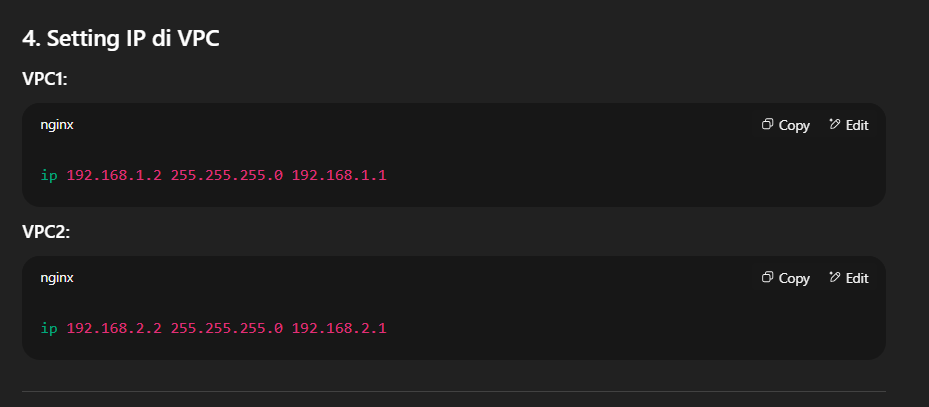 4. Setting IP di VPC
VPC1:
nginx
Copy
Edit
ip 192.168.1.2 255.255.255.0 192.168.1.1
VPC2:
nginx
Copy
Edit
ip 192.168.2.2 255.255.255.0 192.168.2.1